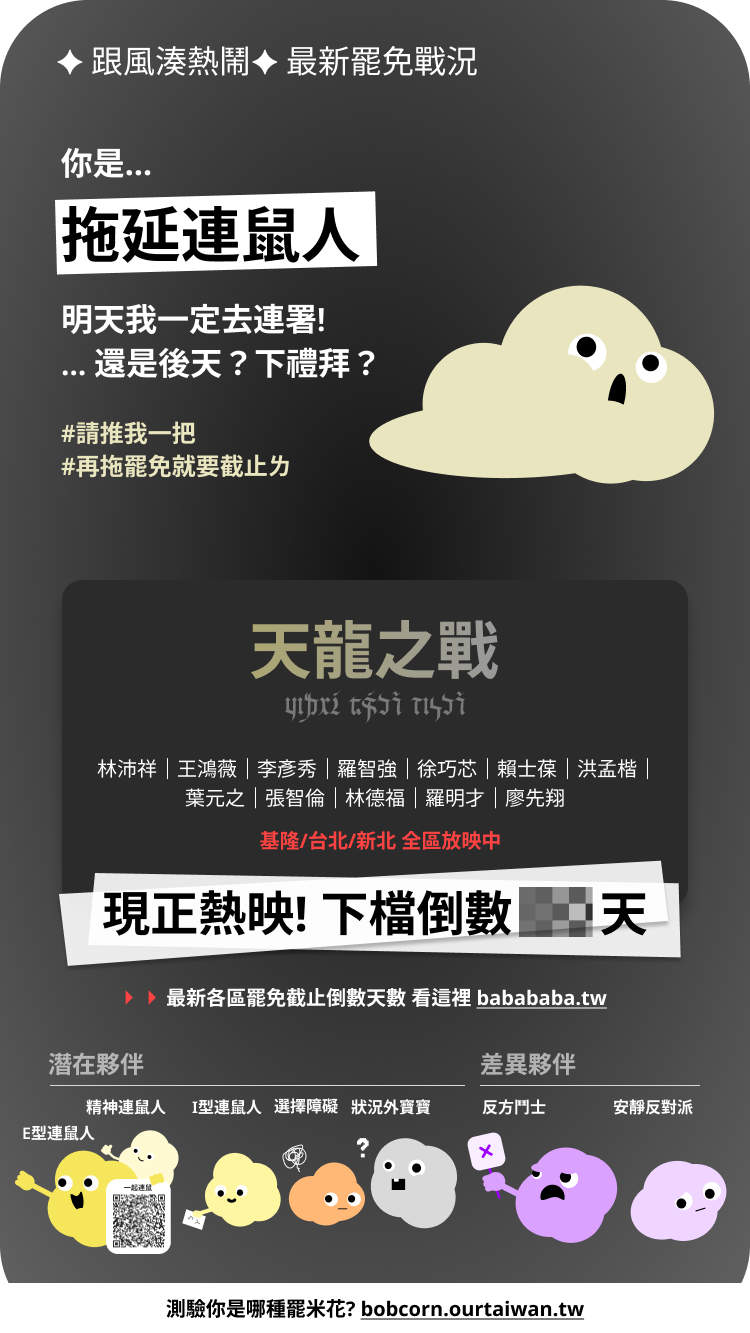 ✦ 跟風湊熱鬧✦ 最新罷免戰況
你是...
拖延連鼠人
明天我一定去連署!
... 還是後天？下禮拜？
#請推我一把
#再拖罷免就要截止ㄌ
天龍之戰
林沛祥｜王鴻薇｜李彥秀｜羅智強｜徐巧芯｜賴士葆｜洪孟楷｜
葉元之｜張智倫｜林德福｜羅明才｜廖先翔
基隆/台北/新北 全區放映中
現正熱映! 下檔倒數 天
最新各區罷免截止倒數天數 看這裡 babababa.tw
潛在夥伴
差異夥伴
精神連鼠人
I型連鼠人
選擇障礙
狀況外寶寶
反方鬥士
安靜反對派
E型連鼠人
?
一起連鼠
測驗你是哪種罷米花? bobcorn.ourtaiwan.tw